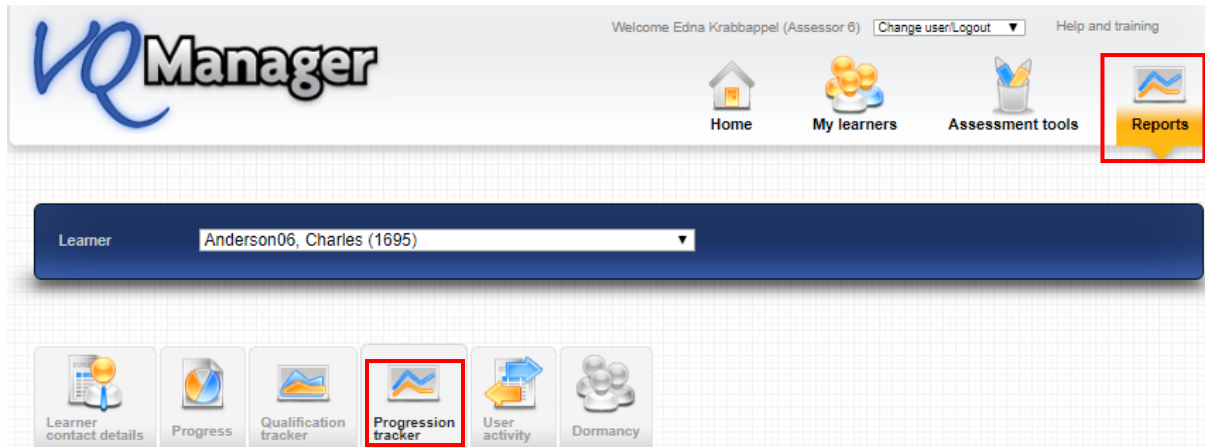 VQManager
Welcome Edna Krabbappel (Assessor 6) Change user/Logout ▼ Help and training
Home My learners Assessment tools Reports
Learner Anderson06, Charles (1695) ▼
Learner contact details
Progress
Qualification tracker
Progression tracker
User activity
Dormancy